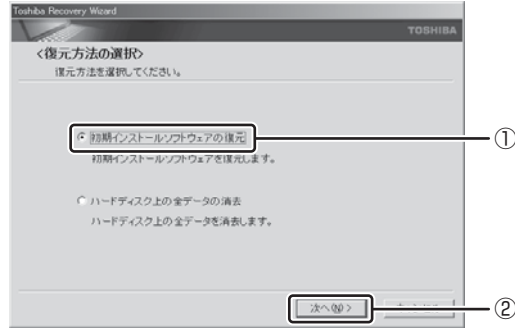 Toshiba Recovery Wizard
TOSHIBA
<復元方法の選択>
復元方法を選択してください。
初期インストールソフトウェアの復元
①
初期インストールソフトウェアを復元します。
ハードディスク上の全データの消去
ハードディスク上の全データを消去します。
次へ(N) >
②